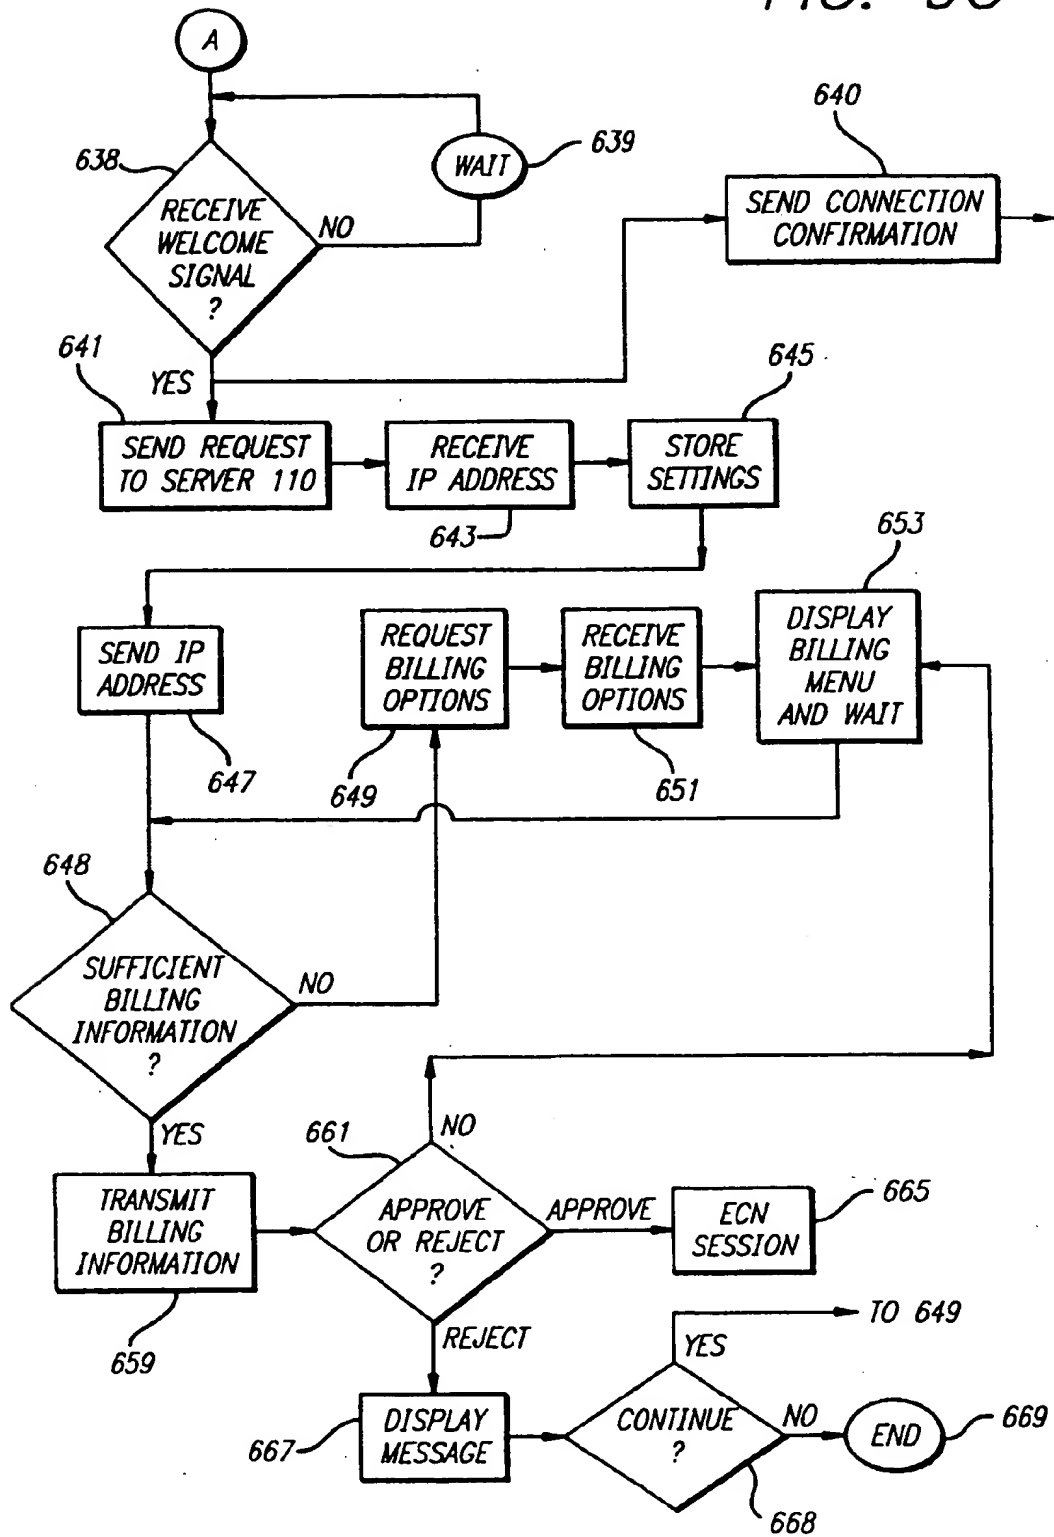 A
638
WAIT
639
640
RECEIVE
WELCOME
SIGNAL
?
NO
SEND CONNECTION
CONFIRMATION
641
YES
645
SEND REQUEST
TO SERVER 110
RECEIVE
IP ADDRESS
STORE
SETTINGS
643
653
SEND IP
ADDRESS
REQUEST
BILLING
OPTIONS
RECEIVE
BILLING
OPTIONS
DISPLAY
BILLING
MENU
AND WAIT
647
649
651
648
SUFFICIENT
BILLING
INFORMATION
?
NO
YES
661
NO
TRANSMIT
BILLING
INFORMATION
APPROVE
OR REJECT
?
APPROVE
ECN
SESSION
665
659
REJECT
YES
TO 649
667
DISPLAY
MESSAGE
CONTINUE
?
NO
END
669
668